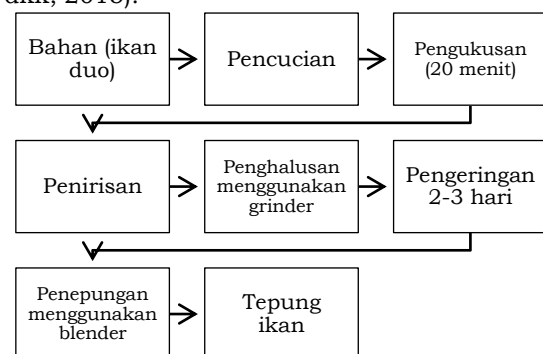 dkk, 2018).
Bahan (ikan
duo)
Pencucian
Pengukusan
(20 menit)
Penirisan
Penghalusan
menggunakan
grinder
Pengeringan
2-3 hari
Penepungan
menggunakan
blender
Tepung
ikan